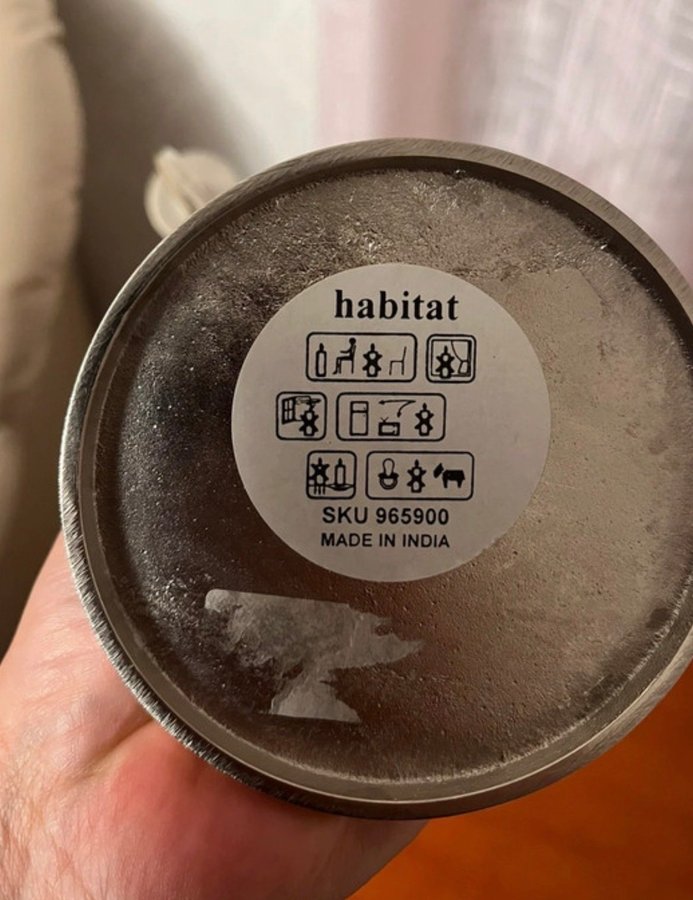 habitat
SKU 965900
MADE IN INDIA